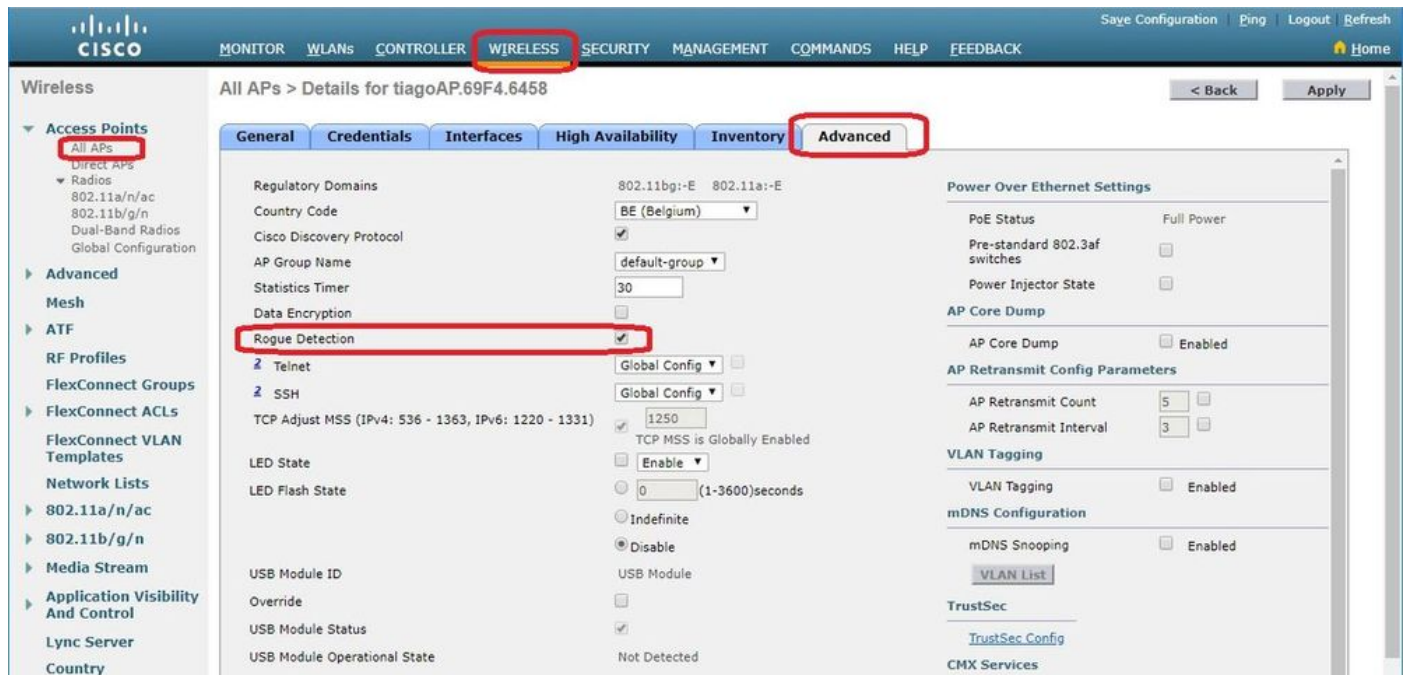 Save Configuration | Ping | Logout | Refresh
CISCO
MONITOR WLANs CONTROLLER WIRELESS SECURITY MANAGEMENT COMMANDS HELP FEEDBACK
Home
Wireless
Access Points
All APs
Direct APs
Radios
802.11a/n/ac
802.11b/g/n
Dual-Band Radios
Global Configuration
Advanced
Mesh
ATF
RF Profiles
FlexConnect Groups
FlexConnect ACLs
FlexConnect VLAN
Templates
Network Lists
802.11a/n/ac
802.11b/g/n
Media Stream
Application Visibility
And Control
Lync Server
Country
All APs > Details for tiagoAP.69F4.6458
< Back
Apply
General Credentials Interfaces High Availability Inventory Advanced
Regulatory Domains 802.11bg:-E 802.11a:-E
Country Code BE (Belgium)
Cisco Discovery Protocol
AP Group Name default-group
Statistics Timer 30
Data Encryption
Rogue Detection
2 Telnet Global Config
2 SSH Global Config
TCP Adjust MSS (IPv4: 536 - 1363, IPv6: 1220 - 1331) 1250
TCP MSS is Globally Enabled
LED State Enable
LED Flash State 0 (1-3600)seconds
Indefinite
Disable
USB Module ID USB Module
Override
USB Module Status
USB Module Operational State Not Detected
Power Over Ethernet Settings
PoE Status Full Power
Pre-standard 802.3af
switches
Power Injector State
AP Core Dump
AP Core Dump Enabled
AP Retransmit Config Parameters
AP Retransmit Count 5
AP Retransmit Interval 3
VLAN Tagging
VLAN Tagging Enabled
mDNS Configuration
mDNS Snooping Enabled
VLAN List
TrustSec
TrustSec Config
CMX Services